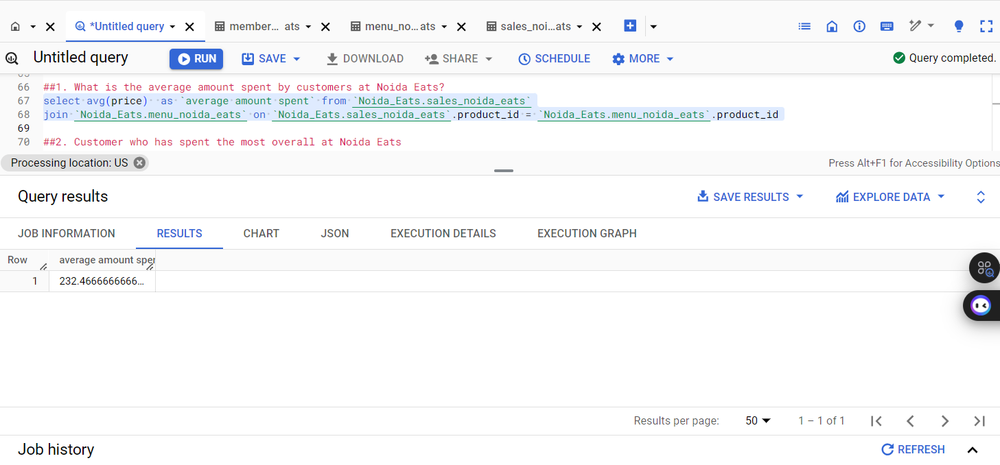 *Untitled query
member... ats
menu_no...ats
sales_noi...ats
Untitled query
RUN
SAVE
DOWNLOAD
SHARE
SCHEDULE
MORE
Query completed.
66 ##1. What is the average amount spent by customers at Noida Eats?
67 select avg(price) as `average amount spent` from `Noida_Eats.sales_noida_eats`
68 join `Noida_Eats.menu_noida_eats` on `Noida_Eats.sales_noida_eats`.product_id = `Noida_Eats.menu_noida_eats`.product_id
69
70 ##2. Customer who has spent the most overall at Noida Eats
Processing location: US
Press Alt+F1 for Accessibility Options
Query results
SAVE RESULTS
EXPLORE DATA
JOB INFORMATION
RESULTS
CHART
JSON
EXECUTION DETAILS
EXECUTION GRAPH
Row
average amount sper
1
232.4666666666...
Results per page:
50
1 – 1 of 1
Job history
REFRESH